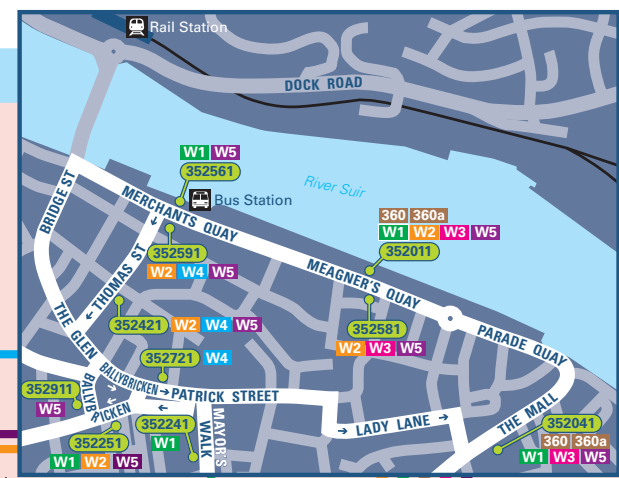 Rail Station
DOCK ROAD
W1 W5
352561
Bus Station
River Suir
360 360a
W1 W2 W3 W5
352011
BRIDGE ST
MERCHANTS QUAY
352591
W2 W4 W5
THOMAS ST
MEAGNER'S QUAY
352421 W2 W4 W5
352581
W2 W3 W5
PARADE QUAY
THE GLEN
352721 W4
BALLYBRICKEN
PATRICK STREET
352911
W5
BALLYBRICKEN
352241
W1
MAYOR'S WALK
LADY LANE
THE MALL
352041
360 360a
W1 W3 W5
352251
W1 W2 W5